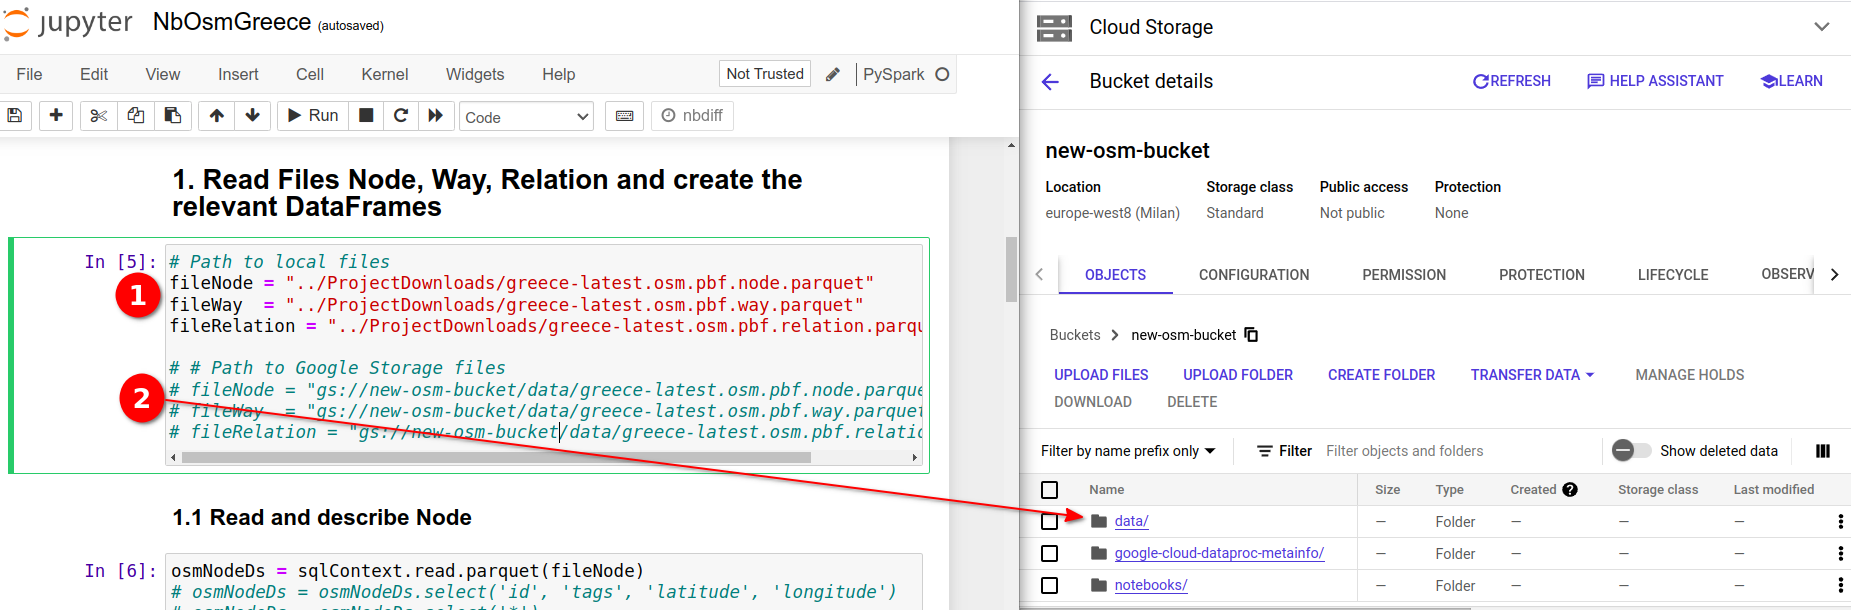 jupyter NbOsmGreece (autosaved)
File Edit View Insert Cell Kernel Widgets Help Not Trusted PySpark
Run Code nbdiff
1. Read Files Node, Way, Relation and create the
relevant DataFrames
In [5]: # Path to local files
fileNode = "../ProjectDownloads/greece-latest.osm.pbf.node.parquet"
1
fileWay  = "../ProjectDownloads/greece-latest.osm.pbf.way.parquet"
fileRelation = "../ProjectDownloads/greece-latest.osm.pbf.relation.parqu
# # Path to Google Storage files
# fileNode = "gs://new-osm-bucket/data/greece-latest.osm.pbf.node.parque
2
# fileWay  = "gs://new-osm-bucket/data/greece-latest.osm.pbf.way.parquet
# fileRelation = "gs://new-osm-bucket/data/greece-latest.osm.pbf.relatio
1.1 Read and describe Node
In [6]: osmNodeDs = sqlContext.read.parquet(fileNode)
# osmNodeDs = osmNodeDs.select('id', 'tags', 'latitude', 'longitude')
# osmNodeDs = osmNodeDs.select('*')
Cloud Storage
Bucket details REFRESH HELP ASSISTANT LEARN
new-osm-bucket
Location Storage class Public access Protection
europe-west8 (Milan) Standard Not public None
OBJECTS CONFIGURATION PERMISSION PROTECTION LIFECYCLE OBSERV
Buckets > new-osm-bucket
UPLOAD FILES UPLOAD FOLDER CREATE FOLDER TRANSFER DATA MANAGE HOLDS
DOWNLOAD DELETE
Filter by name prefix only Filter Filter objects and folders Show deleted data
Name Size Type Created Storage class Last modified
data/ — Folder — — —
google-cloud-dataproc-metainfo/ — Folder — — —
notebooks/ — Folder — — —